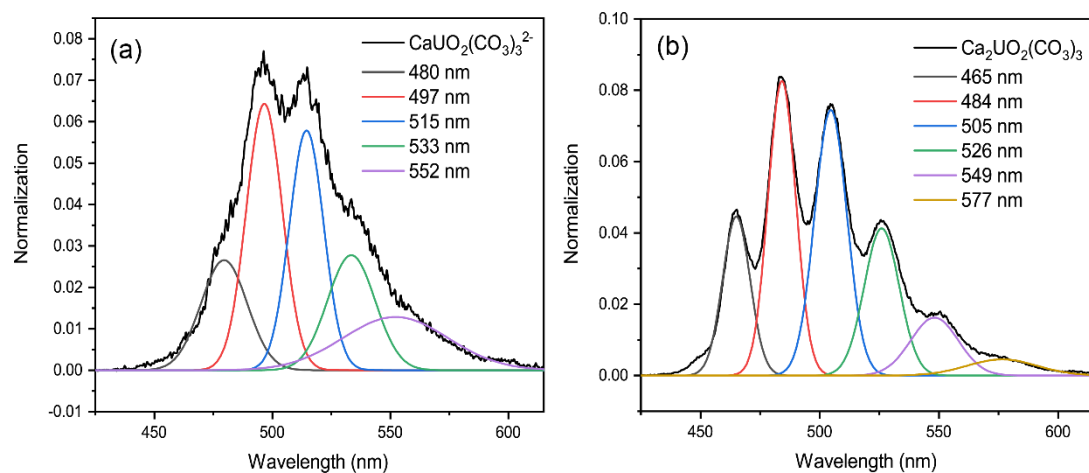 (a)
CaUO₂(CO₃)₃²⁻
480 nm
497 nm
515 nm
533 nm
552 nm
0.08
0.07
0.06
0.05
0.04
0.03
0.02
0.01
0.00
-0.01
Normalization
450
500
550
600
Wavelength (nm)
(b)
Ca₂UO₂(CO₃)₃
465 nm
484 nm
505 nm
526 nm
549 nm
577 nm
0.10
0.08
0.06
0.04
0.02
0.00
Normalization
450
500
550
600
Wavelength (nm)